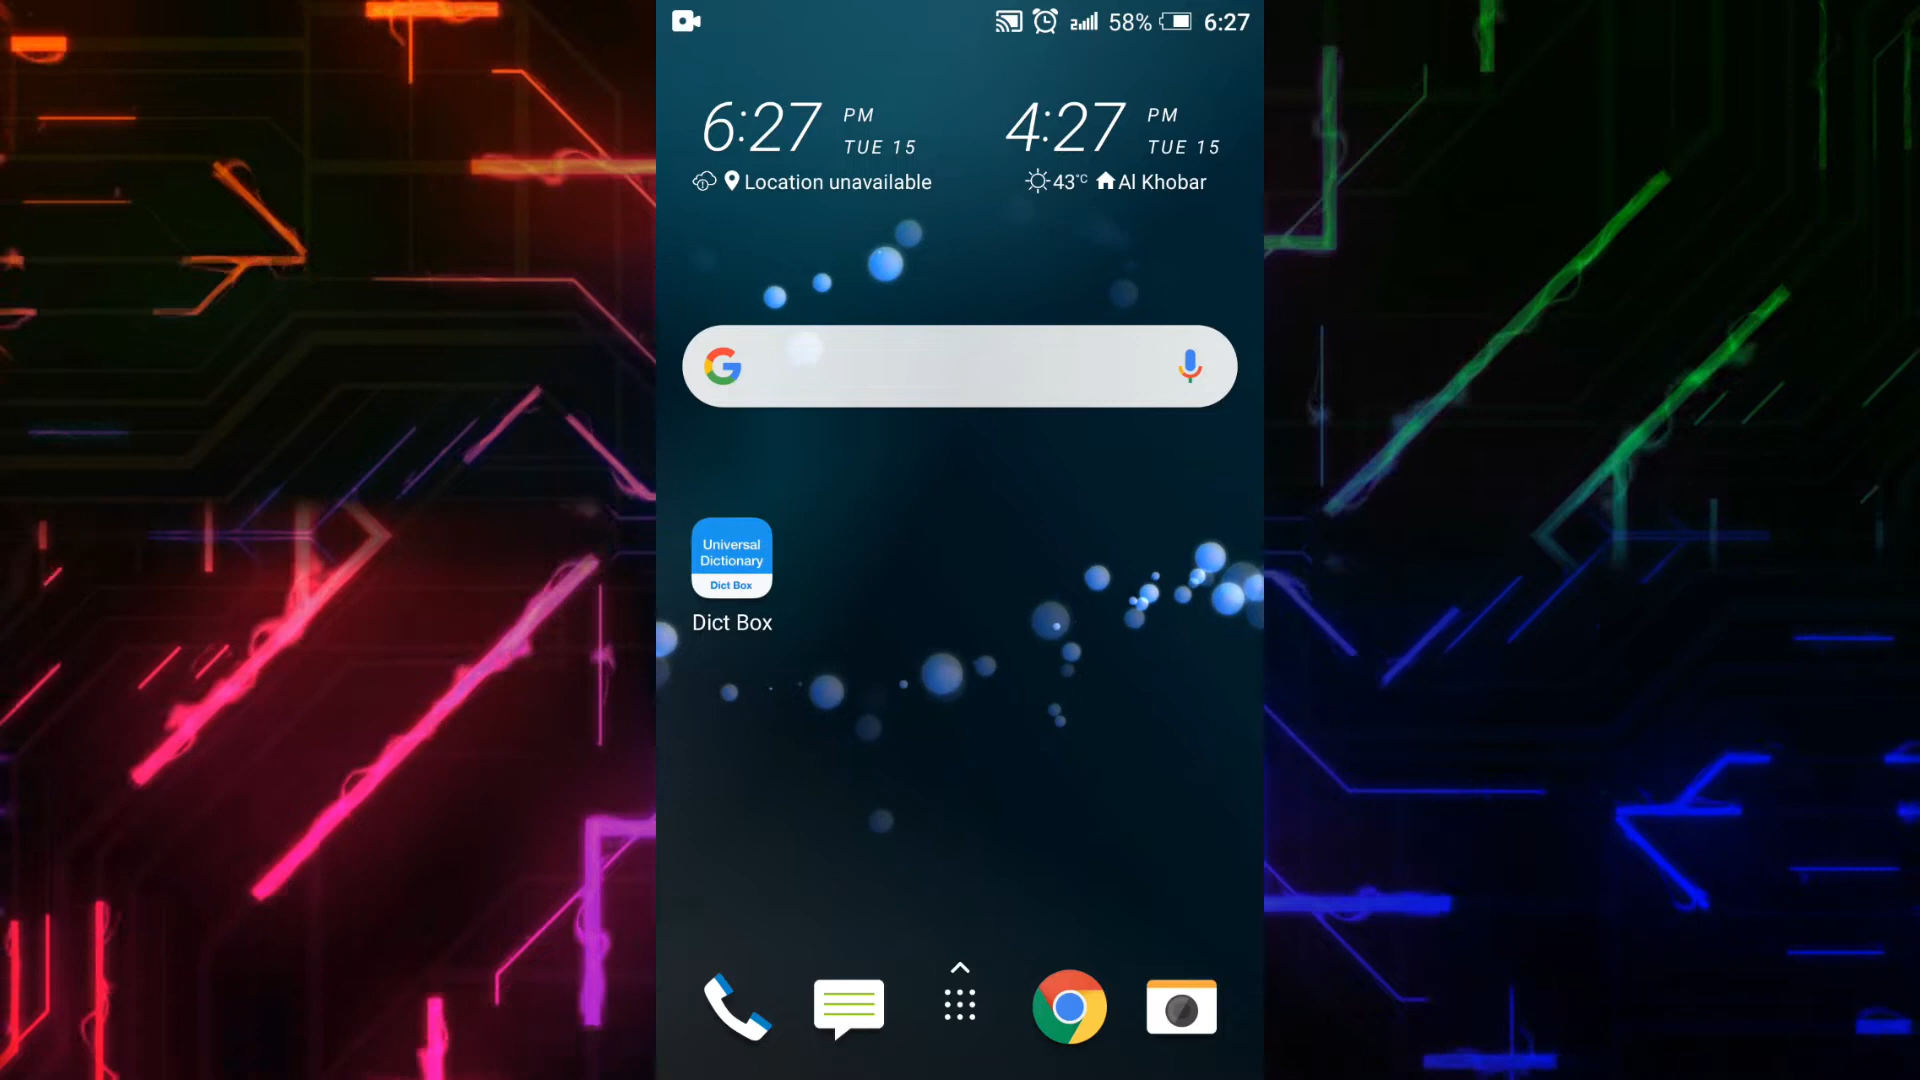 58% 6:27
6:27 PM
TUE 15
Location unavailable
4:27 PM
TUE 15
43°C Al Khobar
Universal
Dictionary
Dict Box
Dict Box